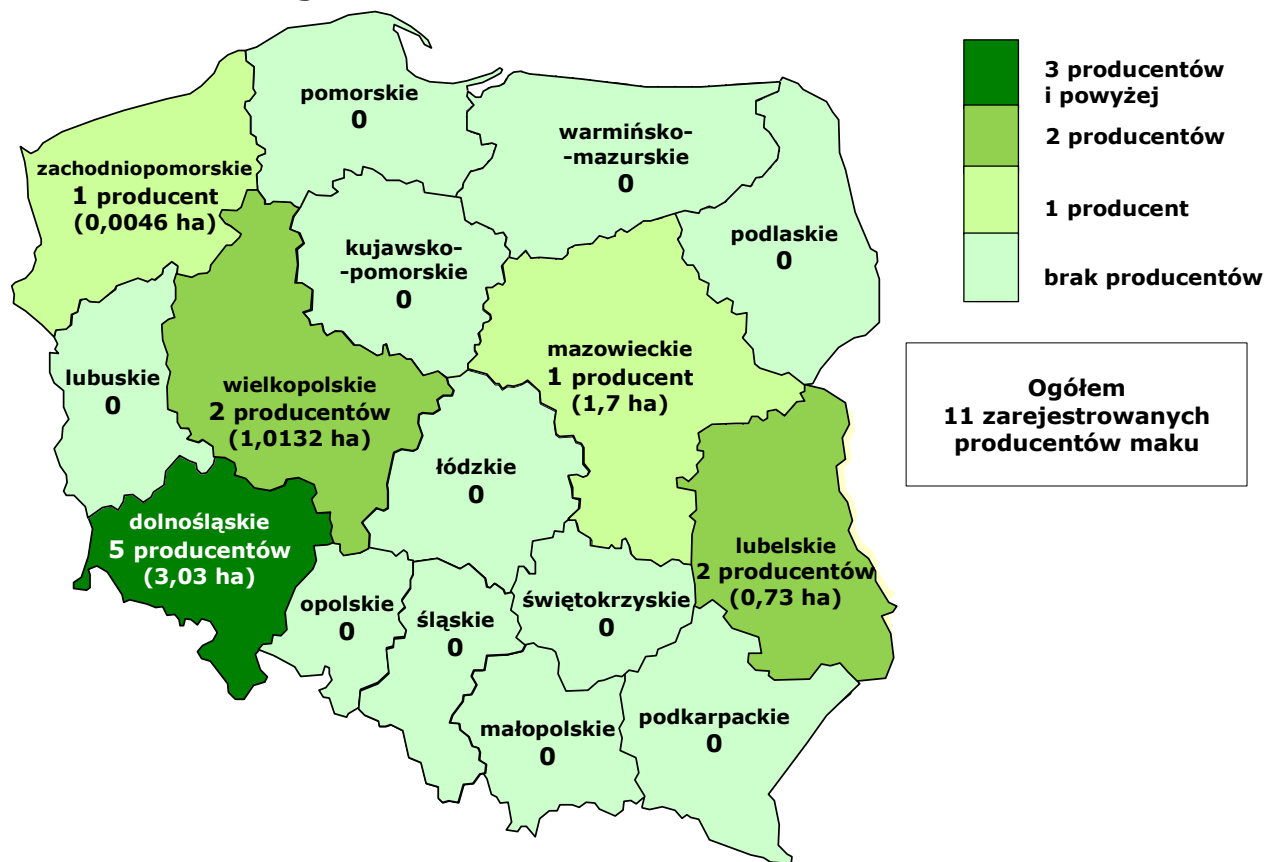 pomorskie
0
warmińsko-
-mazurskie
0
zachodniopomorskie
1 producent
(0,0046 ha)
kujawsko-
-pomorskie
0
podlaskie
0
lubuskie
0
wielkopolskie
2 producentów
(1,0132 ha)
mazowieckie
1 producent
(1,7 ha)
łódzkie
0
dolnośląskie
5 producentów
(3,03 ha)
lubelskie
2 producentów
(0,73 ha)
opolskie
0
śląskie
0
świętokrzyskie
0
małopolskie
0
podkarpackie
0
3 producentów
i powyżej
2 producentów
1 producent
brak producentów
Ogółem
11 zarejestrowanych
producentów maku